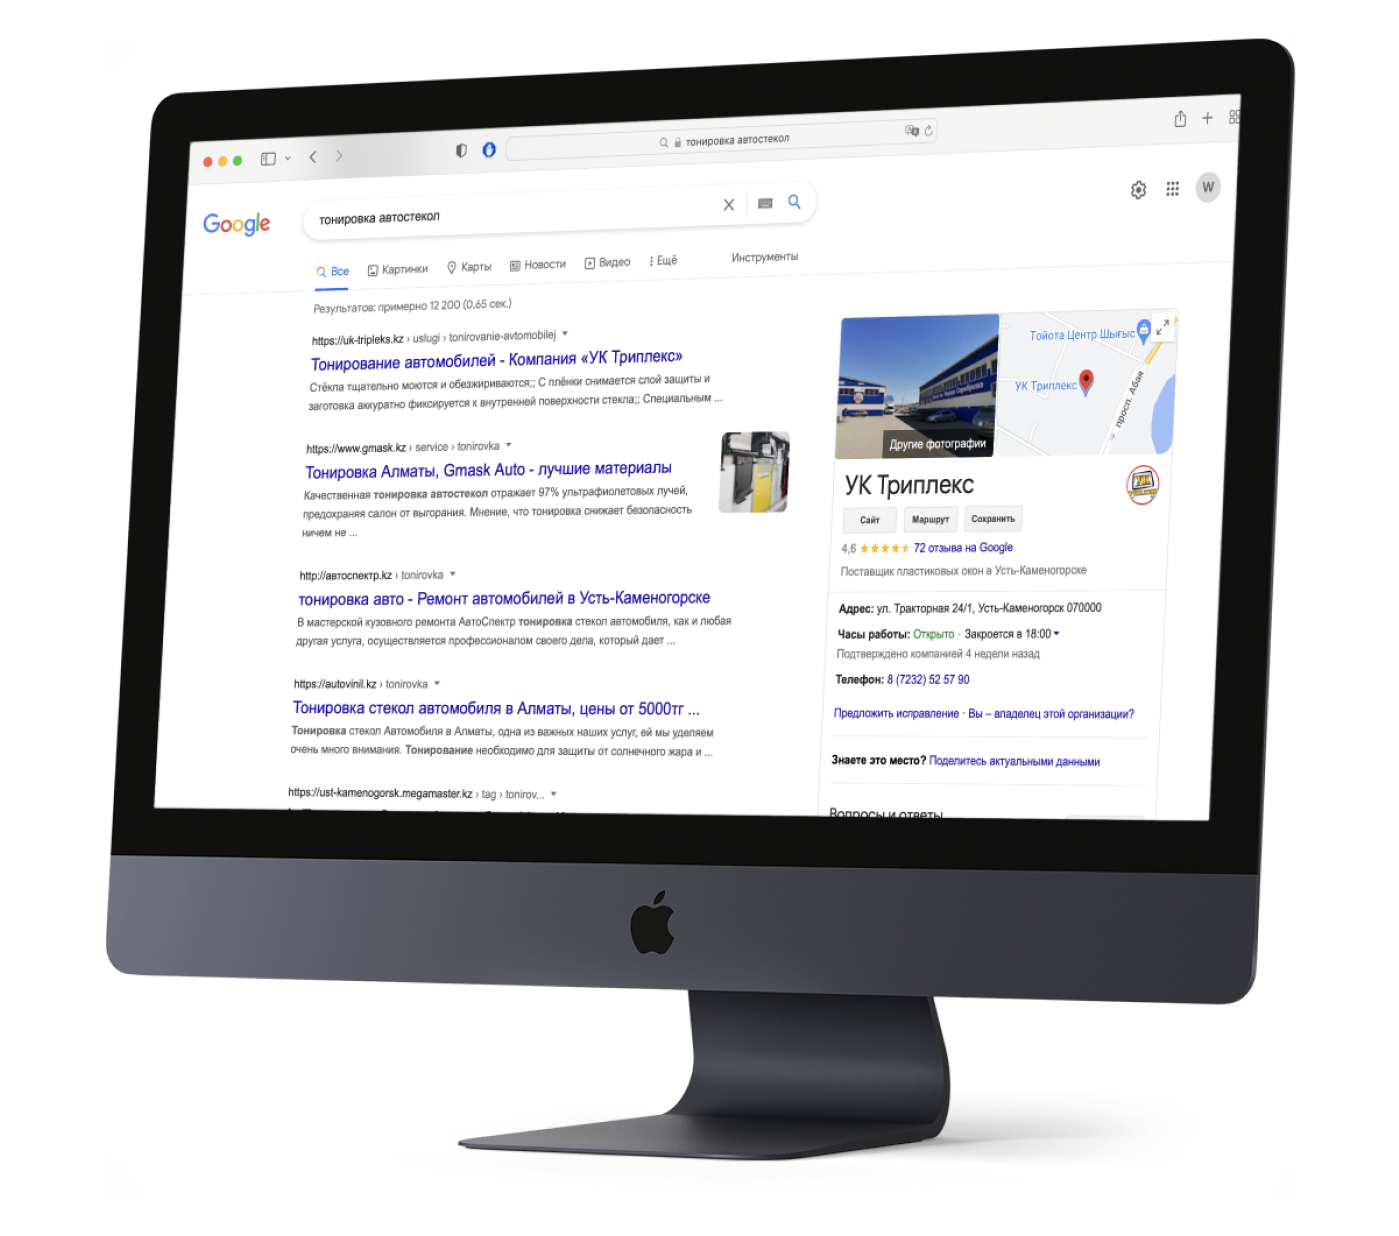 тонировка автостекол
Google
тонировка автостекол
W
Все
Картинки
Карты
Новости
Видео
Ещё
Инструменты
Результатов: примерно 12 200 (0,65 сек.)
https://uk-tripleks.kz › uslugi › tonirovanie-avtomobilej
Тонирование автомобилей - Компания «УК Триплекс»
Стёкла тщательно моются и обезжириваются;; С плёнки снимается слой защиты и
заготовка аккуратно фиксируется к внутренней поверхности стекла;; Специальным ...
https://www.gmask.kz › service › tonirovka
Тонировка Алматы, Gmask Auto - лучшие материалы
Качественная тонировка автостекол отражает 97% ультрафиолетовых лучей,
предохраняя салон от выгорания. Мнение, что тонировка снижает безопасность
ничем не ...
http://автоспектр.kz › tonirovka
тонировка авто - Ремонт автомобилей в Усть-Каменогорске
В мастерской кузовного ремонта АвтоСпектр тонировка стекол автомобиля, как и любая
другая услуга, осуществляется профессионалом своего дела, который дает ...
https://autovinil.kz › tonirovka
Тонировка стекол автомобиля в Алматы, цены от 5000тг ...
Тонировка стекол Автомобиля в Алматы, одна из важных наших услуг, ей мы уделяем
очень много внимания. Тонирование необходимо для защиты от солнечного жара и ...
https://ust-kamenogorsk.megamaster.kz › tag › tonirov...
Другие фотографии
Тойота Центр Шығыс
УК Триплекс
просп. Абая
УК Триплекс
Сайт
Маршрут
Сохранить
4,6
72 отзыва на Google
Поставщик пластиковых окон в Усть-Каменогорске
Адрес: ул. Тракторная 24/1, Усть-Каменогорск 070000
Часы работы: Открыто · Закроется в 18:00
Подтверждено компанией 4 недели назад
Телефон: 8 (7232) 52 57 90
Предложить исправление · Вы – владелец этой организации?
Знаете это место? Поделитесь актуальными данными
Вопросы и ответы